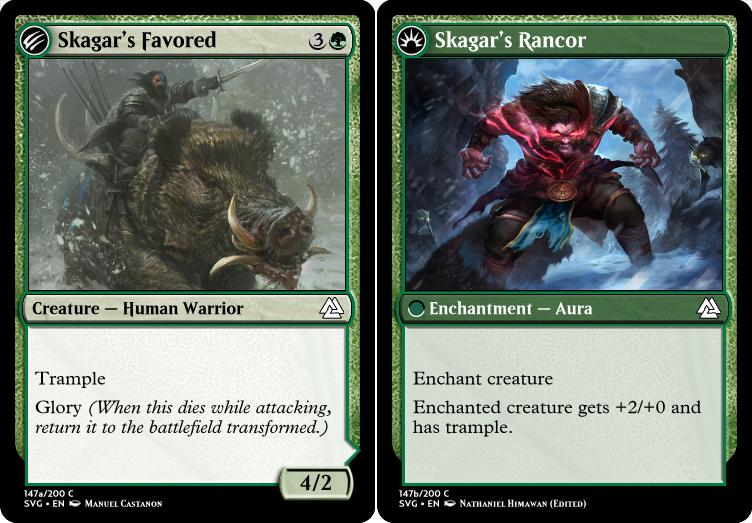 Skagar's Favored
3
Creature — Human Warrior
Trample
Glory (When this dies while attacking,
return it to the battlefield transformed.)
4/2
147a/200 C
SVG • EN Manuel Castanon
Skagar's Rancor
Enchantment — Aura
Enchant creature
Enchanted creature gets +2/+0 and
has trample.
147b/200 C
SVG • EN Nathaniel Himawan (Edited)